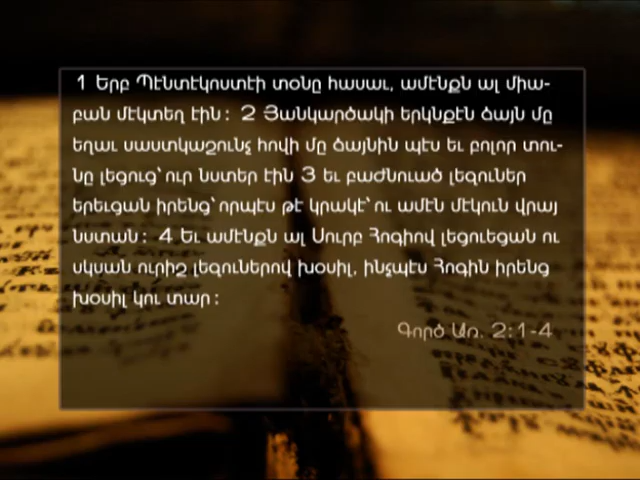 1 Երբ Պէնտէկոստէի տօնը հասաւ, ամէնքն ալ միա-
բան մէկտեղ էին։ 2 Յանկարծակի երկնքէն ձայն մը
եղաւ սաստկաշունչ հովի մը ձայնին պէս եւ բոլոր տու-
նը լեցուց՝ ուր նստեր էին 3 եւ բաժնուած լեզուներ
երեւցան իրենց՝ որպէս թէ կրակէ՝ ու ամէն մէկուն վրայ
նստան։ 4 Եւ ամէնքն ալ Սուրբ Հոգիով լեցուեցան ու
սկսան ուրիշ լեզուներով խօսիլ, ինչպէս Հոգին իրենց
խօսիլ կու տար։
Գործ Առ. 2։1-4